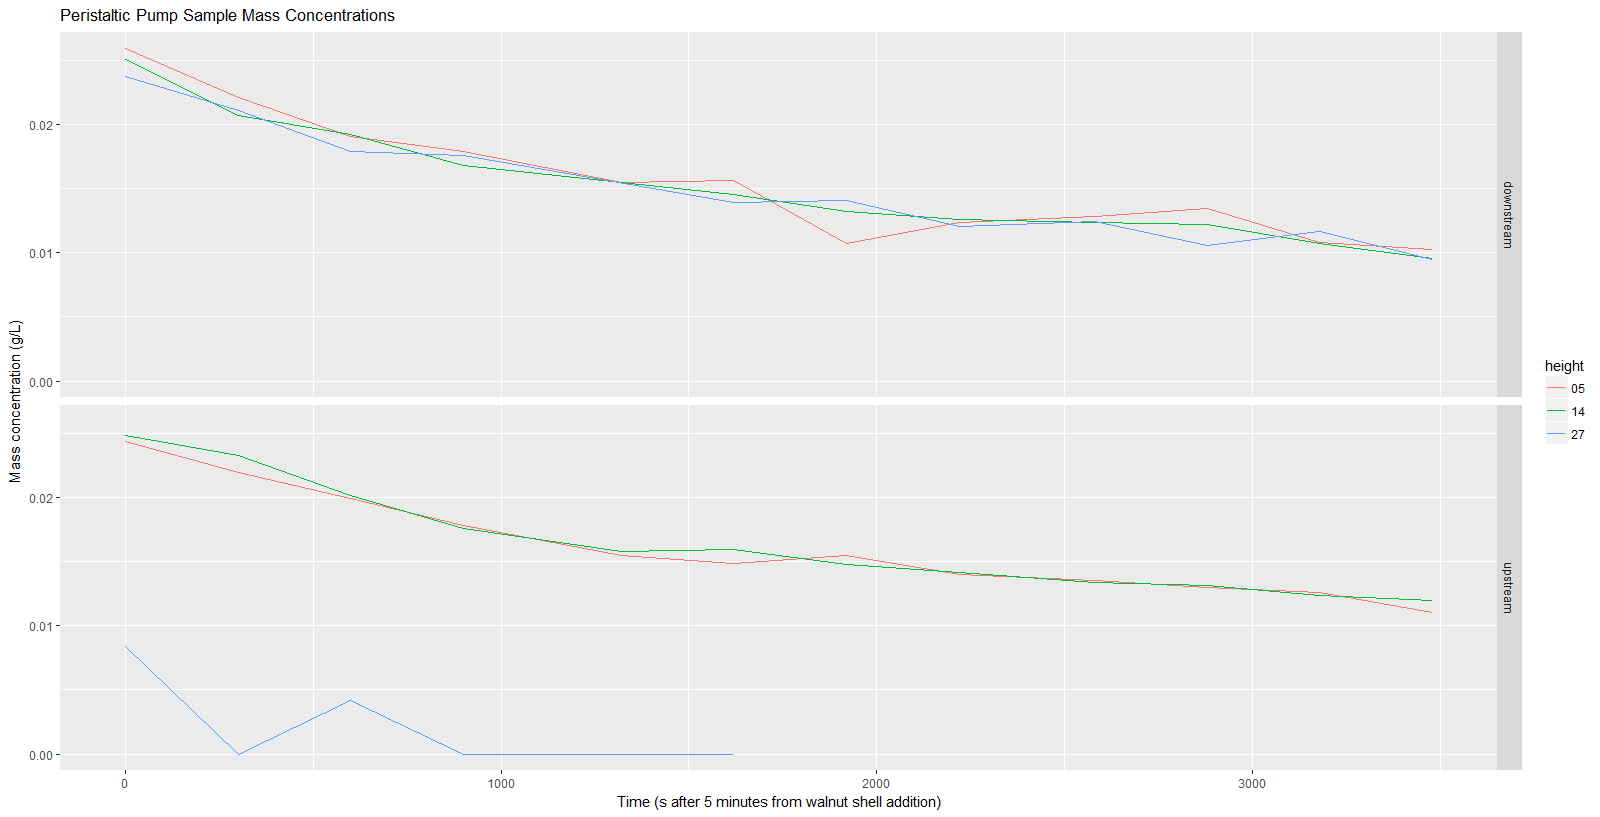 Peristaltic Pump Sample Mass Concentrations
Mass concentration (g/L)
0.02
0.01
0.00
downstream
0.02
0.01
0.00
upstream
0 1000 2000 3000
Time (s after 5 minutes from walnut shell addition)
height
05
14
27